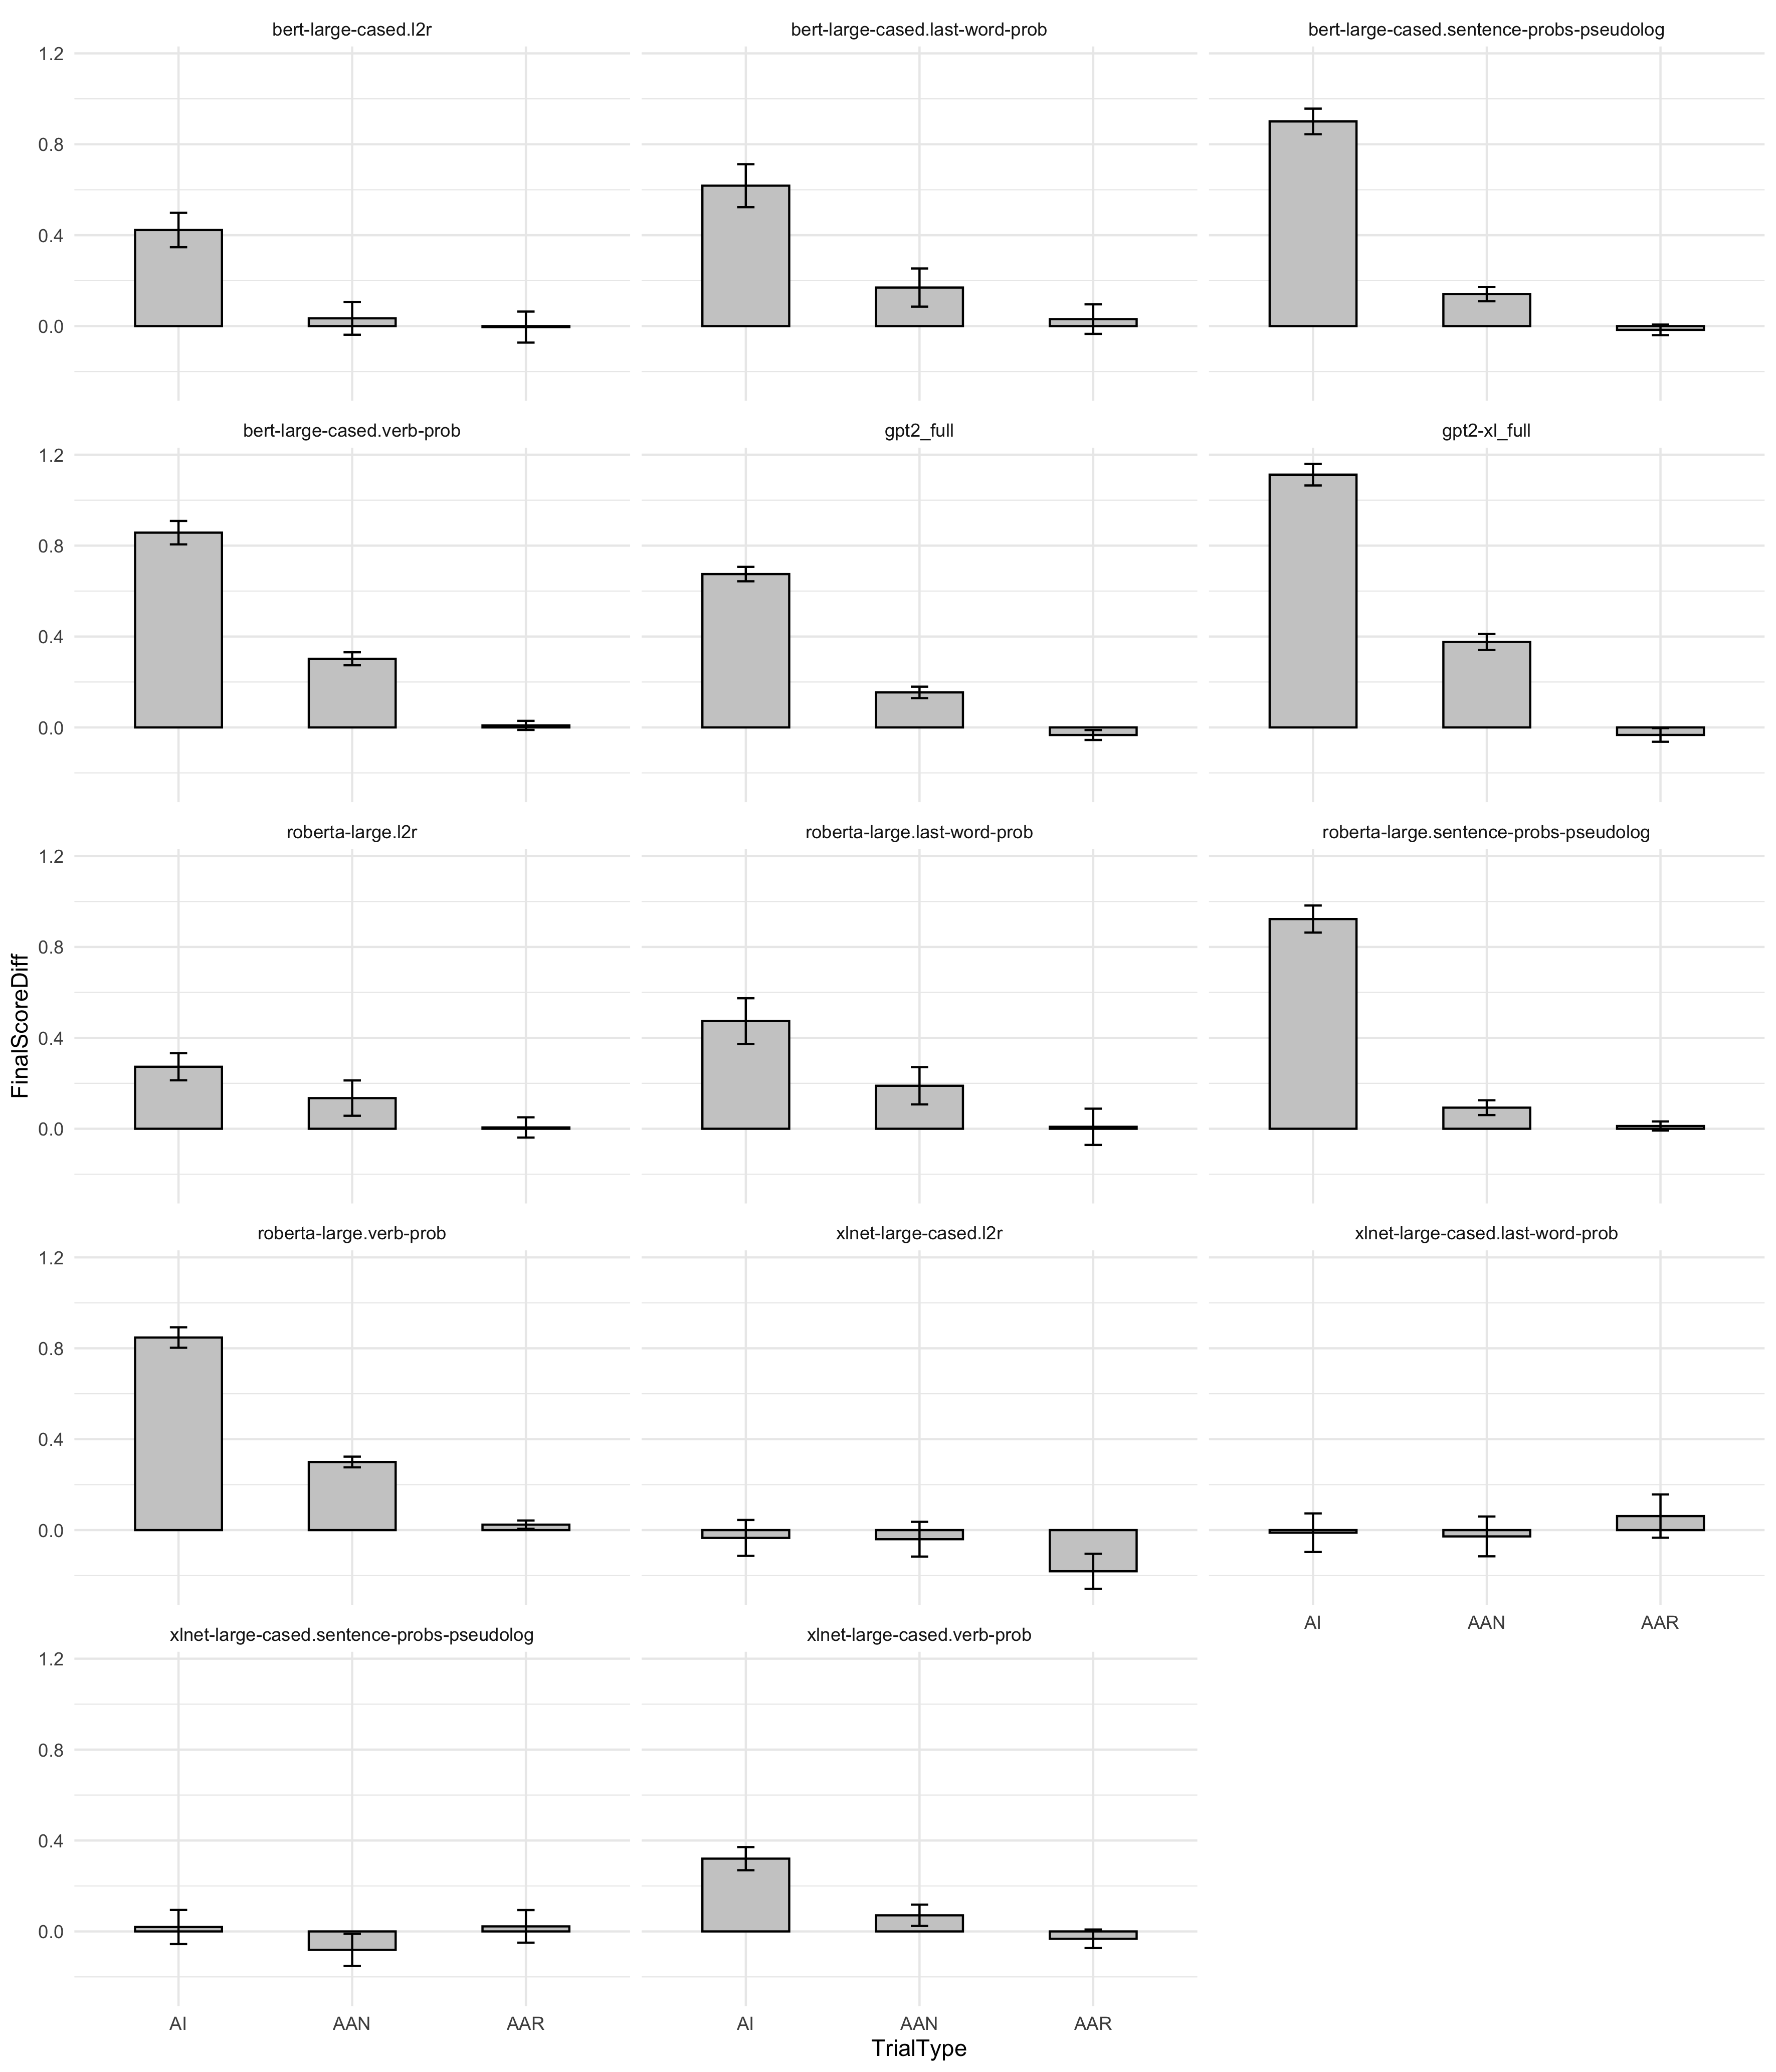 bert-large-cased.l2r
bert-large-cased.last-word-prob
bert-large-cased.sentence-probs-pseudolog
1.2
0.8
0.4
0.0
bert-large-cased.verb-prob
gpt2_full
gpt2-xl_full
1.2
0.8
0.4
0.0
roberta-large.l2r
roberta-large.last-word-prob
roberta-large.sentence-probs-pseudolog
1.2
0.8
0.4
0.0
FinalScoreDiff
roberta-large.verb-prob
xlnet-large-cased.l2r
xlnet-large-cased.last-word-prob
1.2
0.8
0.4
0.0
AI AAN AAR
xlnet-large-cased.sentence-probs-pseudolog
xlnet-large-cased.verb-prob
1.2
0.8
0.4
0.0
AI AAN AAR
AI AAN AAR
TrialType